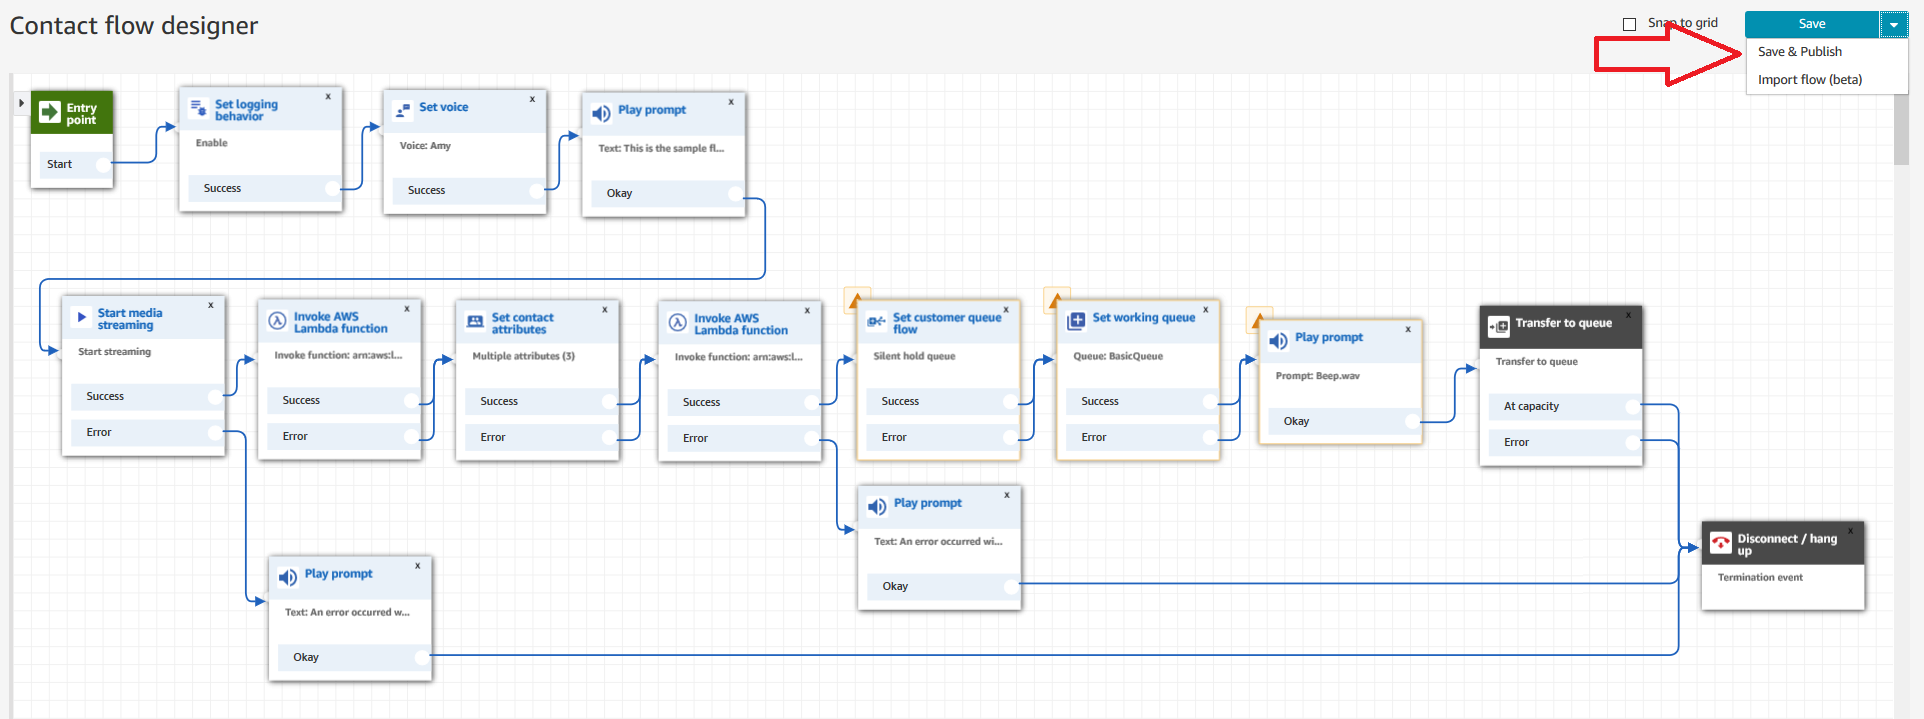 Contact flow designer
Snap to grid
Save
Save & Publish
Import flow (beta)
Entry
point
Start
x
Set logging
behavior
Enable
Success
x
Set voice
Voice: Amy
Success
x
Play prompt
Text: This is the sample fl...
Okay
x
Start media
streaming
Start streaming
Success
Error
x
Invoke AWS
Lambda function
Invoke function: arn:aws:l...
Success
Error
x
Set contact
attributes
Multiple attributes (3)
Success
Error
x
Invoke AWS
Lambda function
Invoke function: arn:aws:l...
Success
Error
x
Set customer queue
flow
Silent hold queue
Success
Error
x
Set working queue
Queue: BasicQueue
Success
Error
x
Play prompt
Prompt: Beep.wav
Okay
x
Transfer to queue
Transfer to queue
At capacity
Error
x
Play prompt
Text: An error occurred wi...
Okay
x
Disconnect / hang
up
Termination event
x
Play prompt
Text: An error occurred w...
Okay